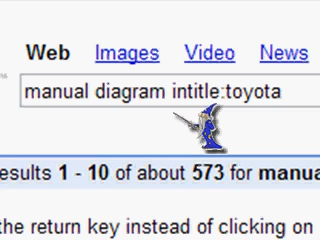 Web Images Video News
manual diagram intitle:toyota
esults 1 - 10 of about 573 for manua
the return key instead of clicking on